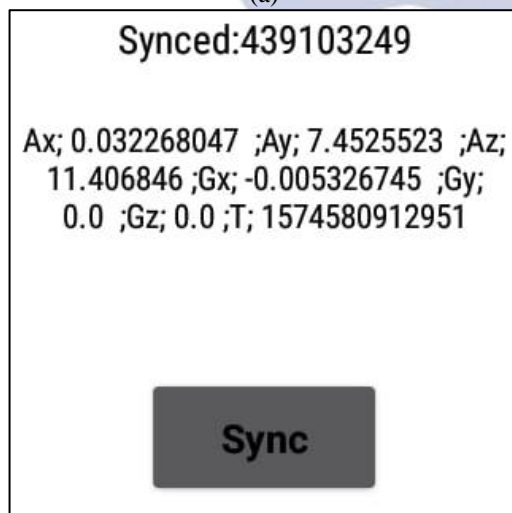 (a)
Synced:439103249
Ax; 0.032268047 ;Ay; 7.4525523 ;Az;
11.406846 ;Gx; -0.005326745 ;Gy;
0.0 ;Gz; 0.0 ;T; 1574580912951
Sync